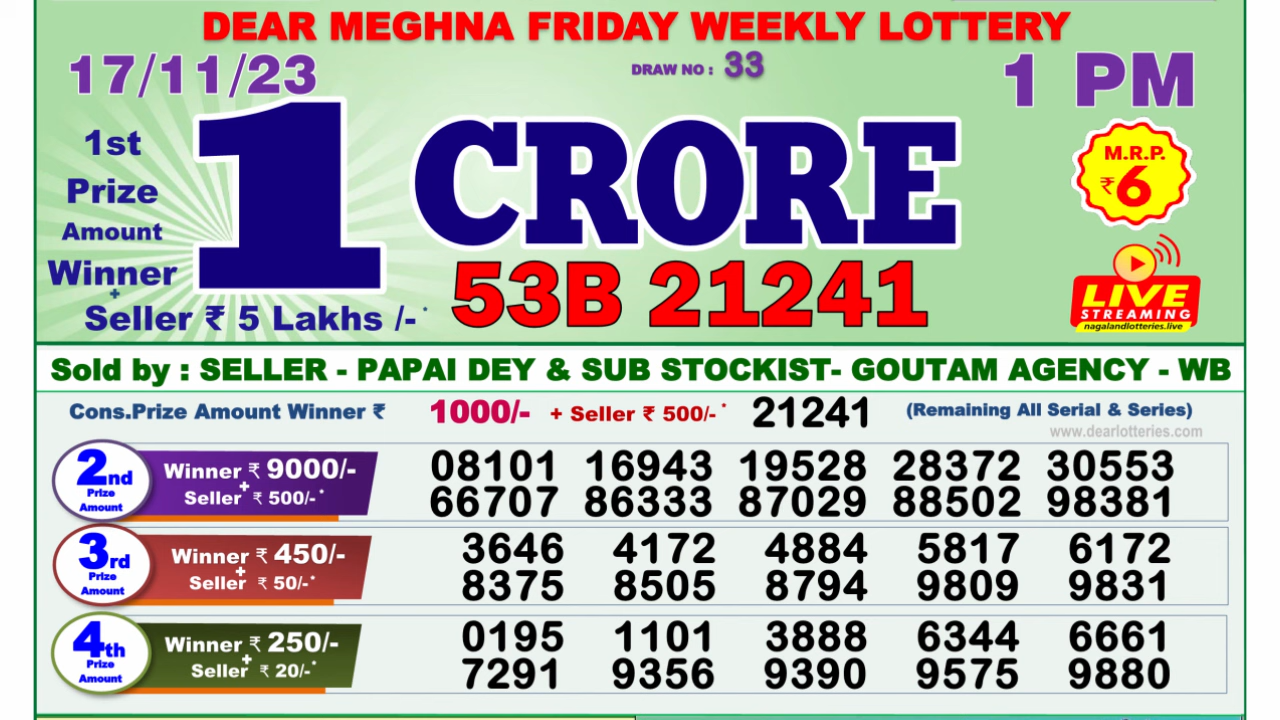 DEAR MEGHNA FRIDAY WEEKLY LOTTERY
17/11/23
DRAW NO : 33
1 PM
1st
Prize
Amount
Winner
+
Seller ₹ 5 Lakhs /-*
1 CRORE
53B 21241
M.R.P.
₹6
LIVE
STREAMING
nagalandlotteries.live
Sold by : SELLER - PAPAI DEY & SUB STOCKIST- GOUTAM AGENCY - WB
Cons.Prize Amount Winner ₹ 1000/- + Seller ₹ 500/-* 21241 (Remaining All Serial & Series)
www.dearlotteries.com
2nd
Prize
Amount
Winner ₹ 9000/-
+
Seller ₹ 500/-*
08101 16943 19528 28372 30553
66707 86333 87029 88502 98381
3rd
Prize
Amount
Winner ₹ 450/-
+
Seller ₹ 50/-*
3646 4172 4884 5817 6172
8375 8505 8794 9809 9831
4th
Prize
Amount
Winner ₹ 250/-
+
Seller ₹ 20/-*
0195 1101 3888 6344 6661
7291 9356 9390 9575 9880